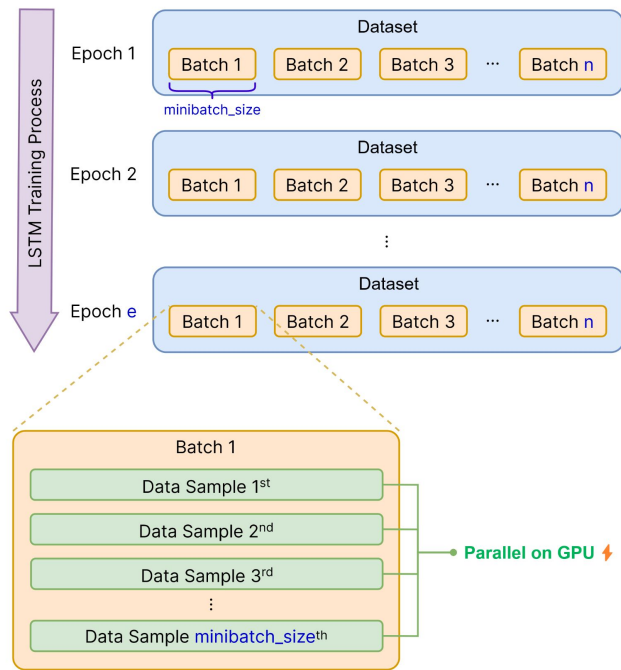 LSTM Training Process
Epoch 1
Dataset
Batch 1 Batch 2 Batch 3 ... Batch n
minibatch_size
Epoch 2
Dataset
Batch 1 Batch 2 Batch 3 ... Batch n
⋮
Epoch e
Dataset
Batch 1 Batch 2 Batch 3 ... Batch n
Batch 1
Data Sample 1st
Data Sample 2nd
Data Sample 3rd
⋮
Data Sample minibatch_sizeth
Parallel on GPU ⚡